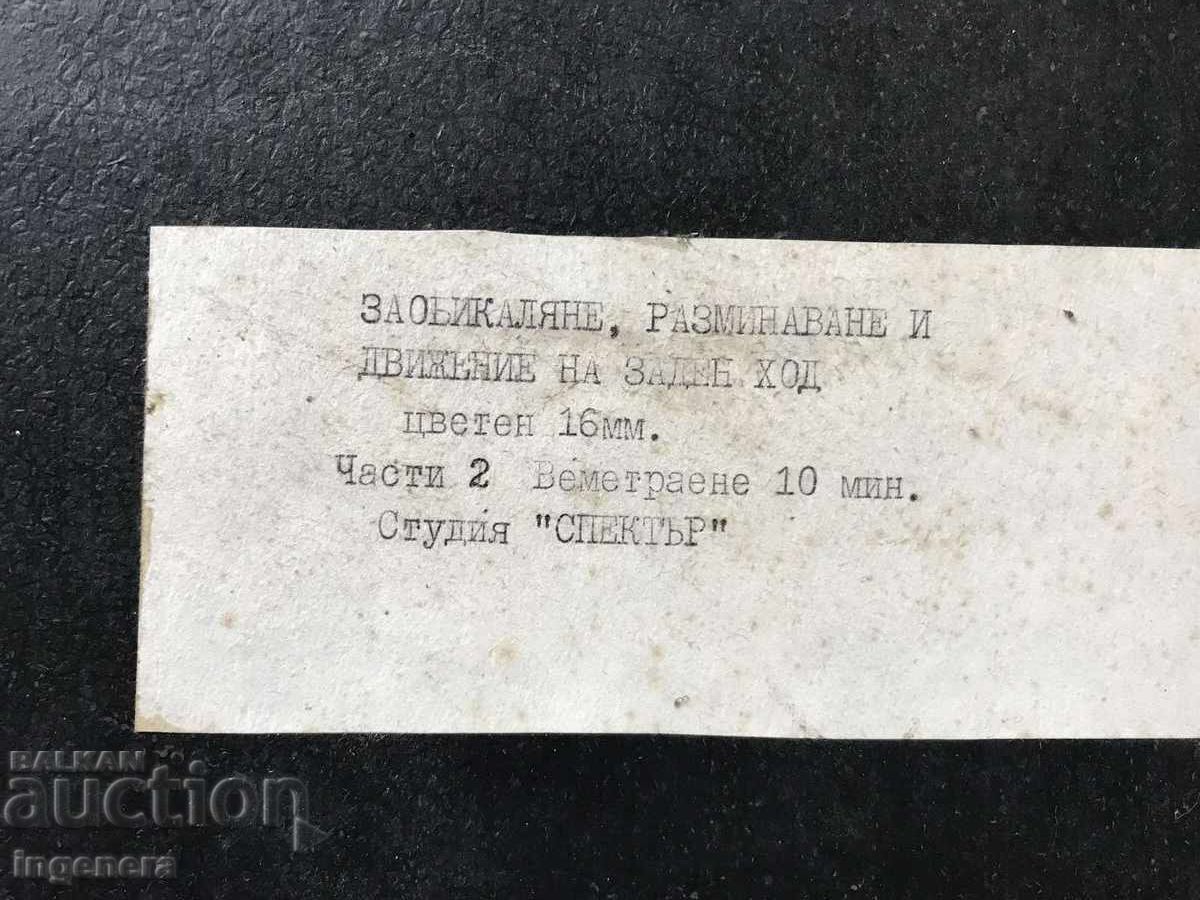 ЗАОБИКАЛЯНЕ, РАЗМИНАВАНЕ И
ДВИЖЕНИЕ НА ЗАДЕН ХОД
цветен 16мм.
Части 2 Веметраене 10 мин.
Студия "СПЕКТЪР"
BALKAN
auction
ingenera